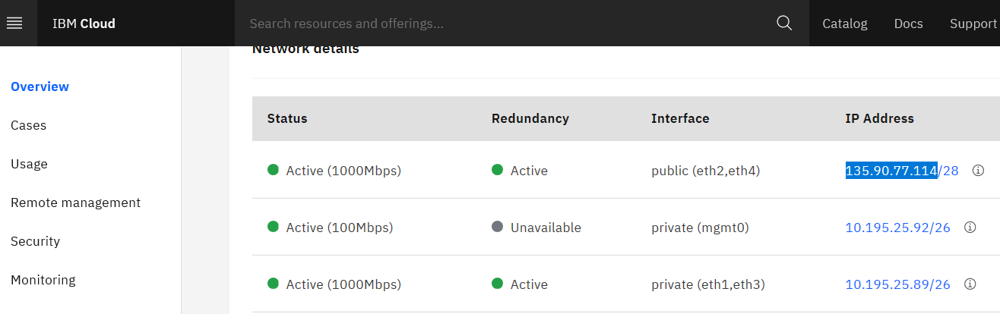 IBM Cloud
Search resources and offerings...
Catalog
Docs
Support
Overview
Cases
Usage
Remote management
Security
Monitoring
Network details
Status Redundancy Interface IP Address
Active (1000Mbps) Active public (eth2,eth4) 135.90.77.114/28
Active (100Mbps) Unavailable private (mgmt0) 10.195.25.92/26
Active (1000Mbps) Active private (eth1,eth3) 10.195.25.89/26